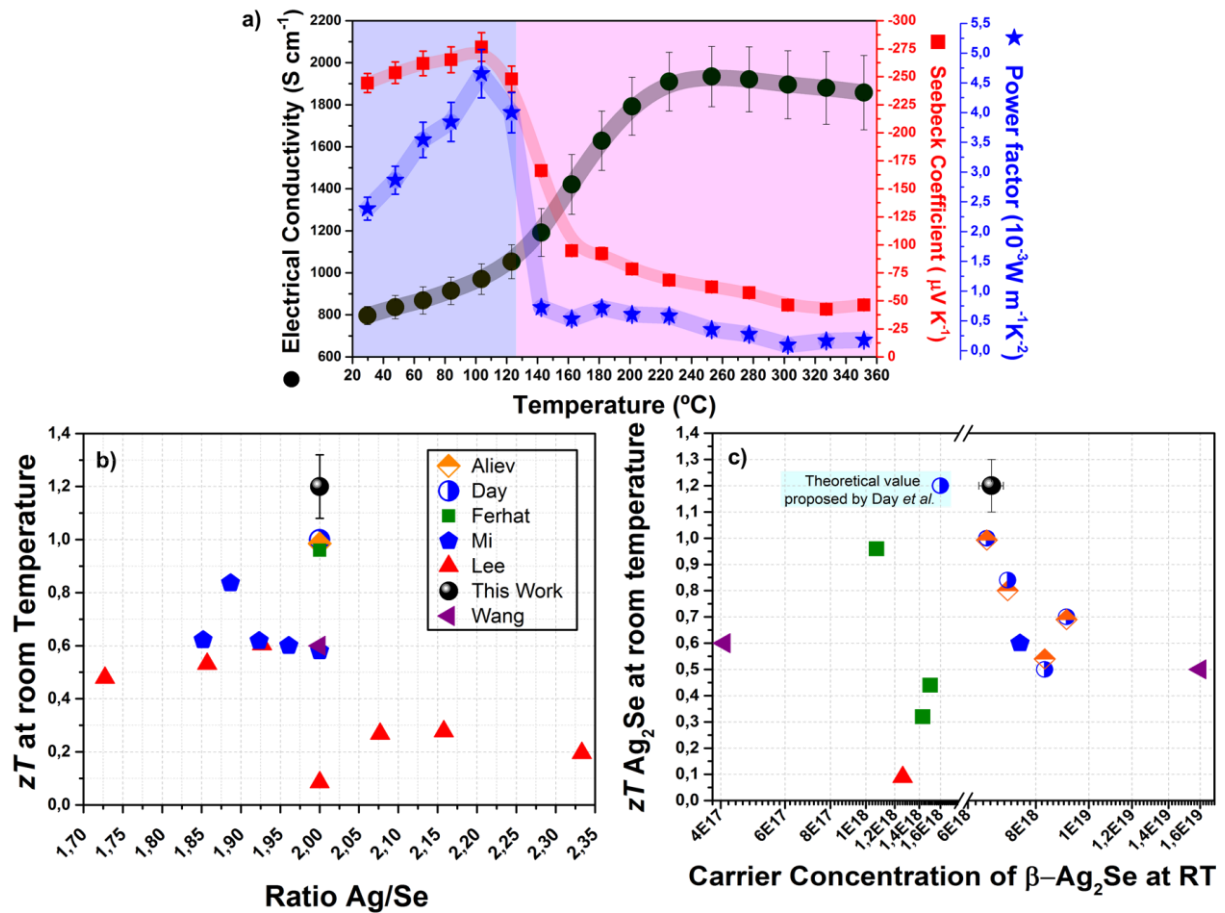 a)
Electrical Conductivity (S cm⁻¹)
2200
2000
1800
1600
1400
1200
1000
800
600
20 40 60 80 100 120 140 160 180 200 220 240 260 280 300 320 340 360
Temperature (ºC)
-300
-275
-250
-225
-200
-175
-150
-125
-100
-75
-50
-25
0
Seebeck Coefficient ( μV K⁻¹)
5,5
5,0
4,5
4,0
3,5
3,0
2,5
2,0
1,5
1,0
0,5
0,0
Power factor (10⁻³W m⁻¹K⁻²)
b)
zT at room Temperature
1,4
1,2
1,0
0,8
0,6
0,4
0,2
0,0
1,70 1,75 1,80 1,85 1,90 1,95 2,00 2,05 2,10 2,15 2,20 2,25 2,30 2,35
Ratio Ag/Se
Aliev
Day
Ferhat
Mi
Lee
This Work
Wang
c)
zT Ag₂Se at room temperature
1,4
1,3
1,2
1,1
1,0
0,9
0,8
0,7
0,6
0,5
0,4
0,3
0,2
0,1
0,0
Theoretical value
proposed by Day et al.
4E17 6E17 8E17 1E18 1,2E18 1,4E18 1,6E18 6E18 8E18 1E19 1,2E19 1,4E19 1,6E19
Carrier Concentration of β−Ag₂Se at RT